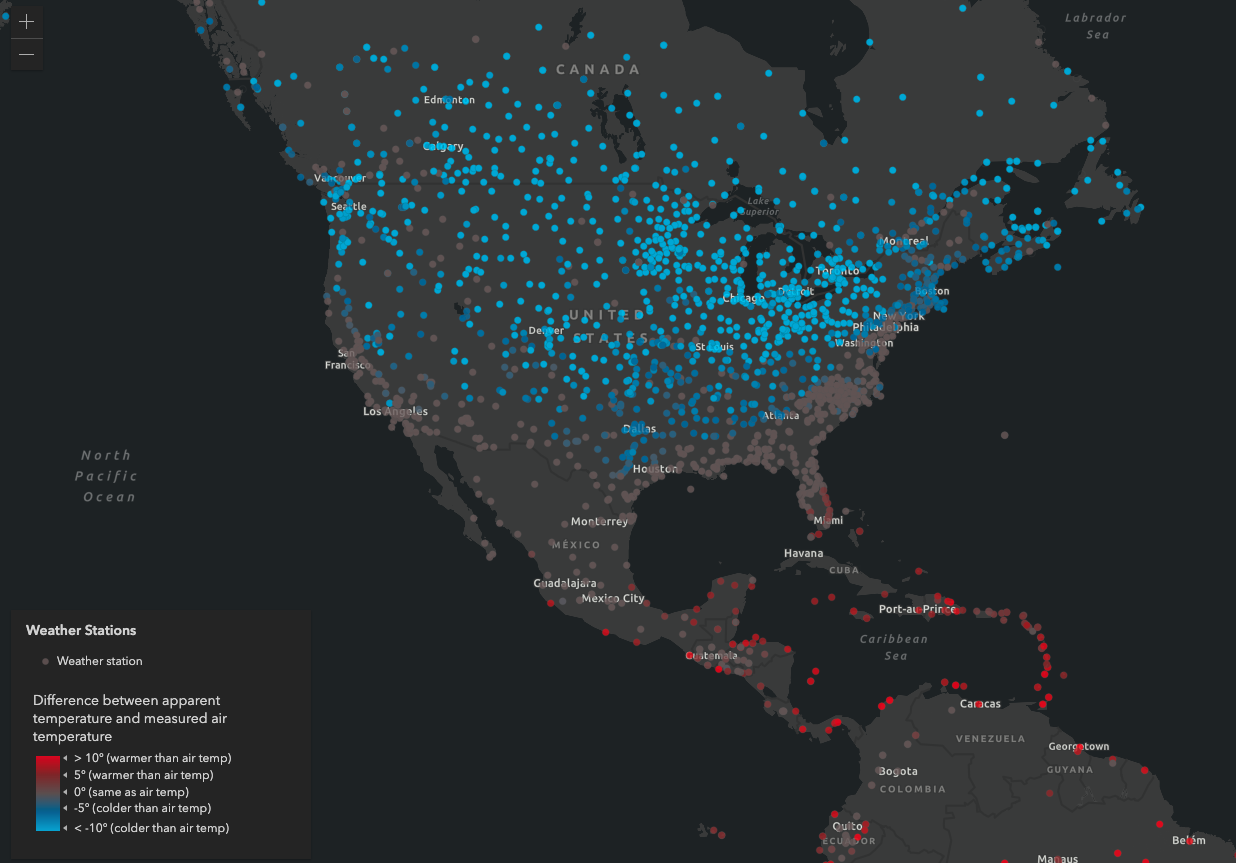 +
−
Labrador
Sea
CANADA
Edmonton
Calgary
Vancouver
Seattle
Lake
Superior
Montreal
Toronto
Boston
Chicago
Detroit
UNITED
STATES
New York
Philadelphia
Denver
Washington
St Louis
San
Francisco
Los Angeles
Atlanta
Dallas
North
Pacific
Ocean
Houston
Monterrey
Miami
MÉXICO
Havana
CUBA
Guadalajara
Mexico City
Port-au-Prince
Caribbean
Sea
Guatemala
Caracas
VENEZUELA
Georgetown
GUYANA
Bogota
COLOMBIA
Quito
ECUADOR
Belém
Manaus
Weather Stations
Weather station
Difference between apparent
temperature and measured air
temperature
> 10° (warmer than air temp)
5° (warmer than air temp)
0° (same as air temp)
-5° (colder than air temp)
< -10° (colder than air temp)